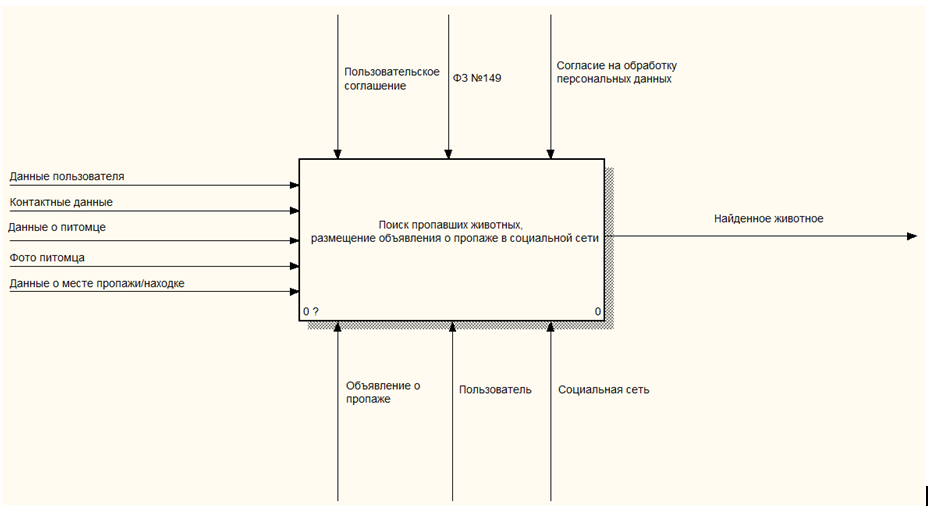 Пользовательское
соглашение
ФЗ №149
Согласие на обработку
персональных данных
Данные пользователя
Контактные данные
Данные о питомце
Фото питомца
Данные о месте пропажи/находке
Поиск пропавших животных,
размещение объявления о пропаже в социальной сети
0 ?
0
Найденное животное
Объявление о
пропаже
Пользователь
Социальная сеть